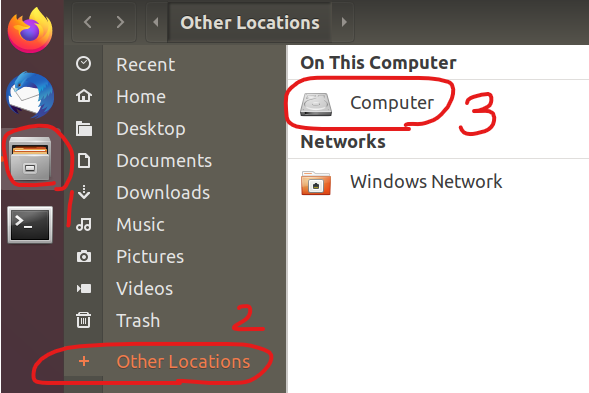 Other Locations
Recent
Home
Desktop
Documents
Downloads
Music
Pictures
Videos
Trash
Other Locations
On This Computer
Computer
Networks
Windows Network
>_
1
2
3